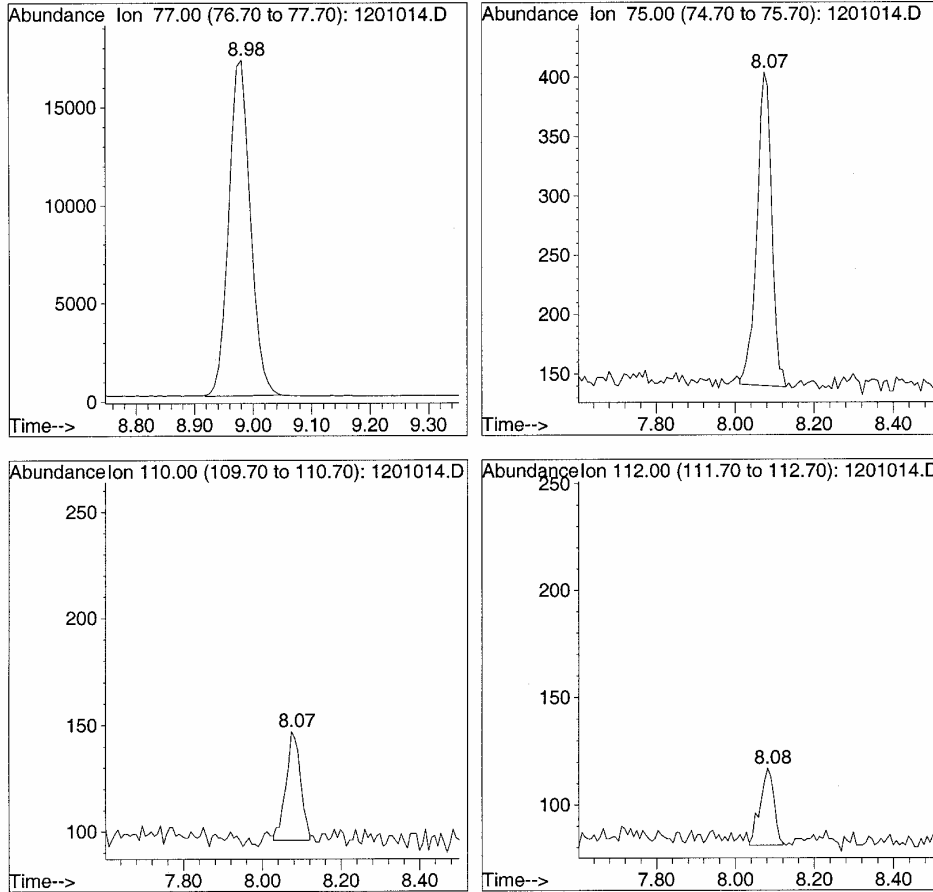 Abundance Ion 77.00 (76.70 to 77.70): 1201014.D
8.98
15000
10000
5000
0
8.80 8.90 9.00 9.10 9.20 9.30
Time-->
Abundance Ion 75.00 (74.70 to 75.70): 1201014.D
8.07
400
350
300
250
200
150
7.80 8.00 8.20 8.40
Time-->
Abundance Ion 110.00 (109.70 to 110.70): 1201014.D
250
200
150
8.07
100
7.80 8.00 8.20 8.40
Time-->
Abundance Ion 112.00 (111.70 to 112.70): 1201014.D
250
200
150
8.08
100
7.80 8.00 8.20 8.40
Time-->